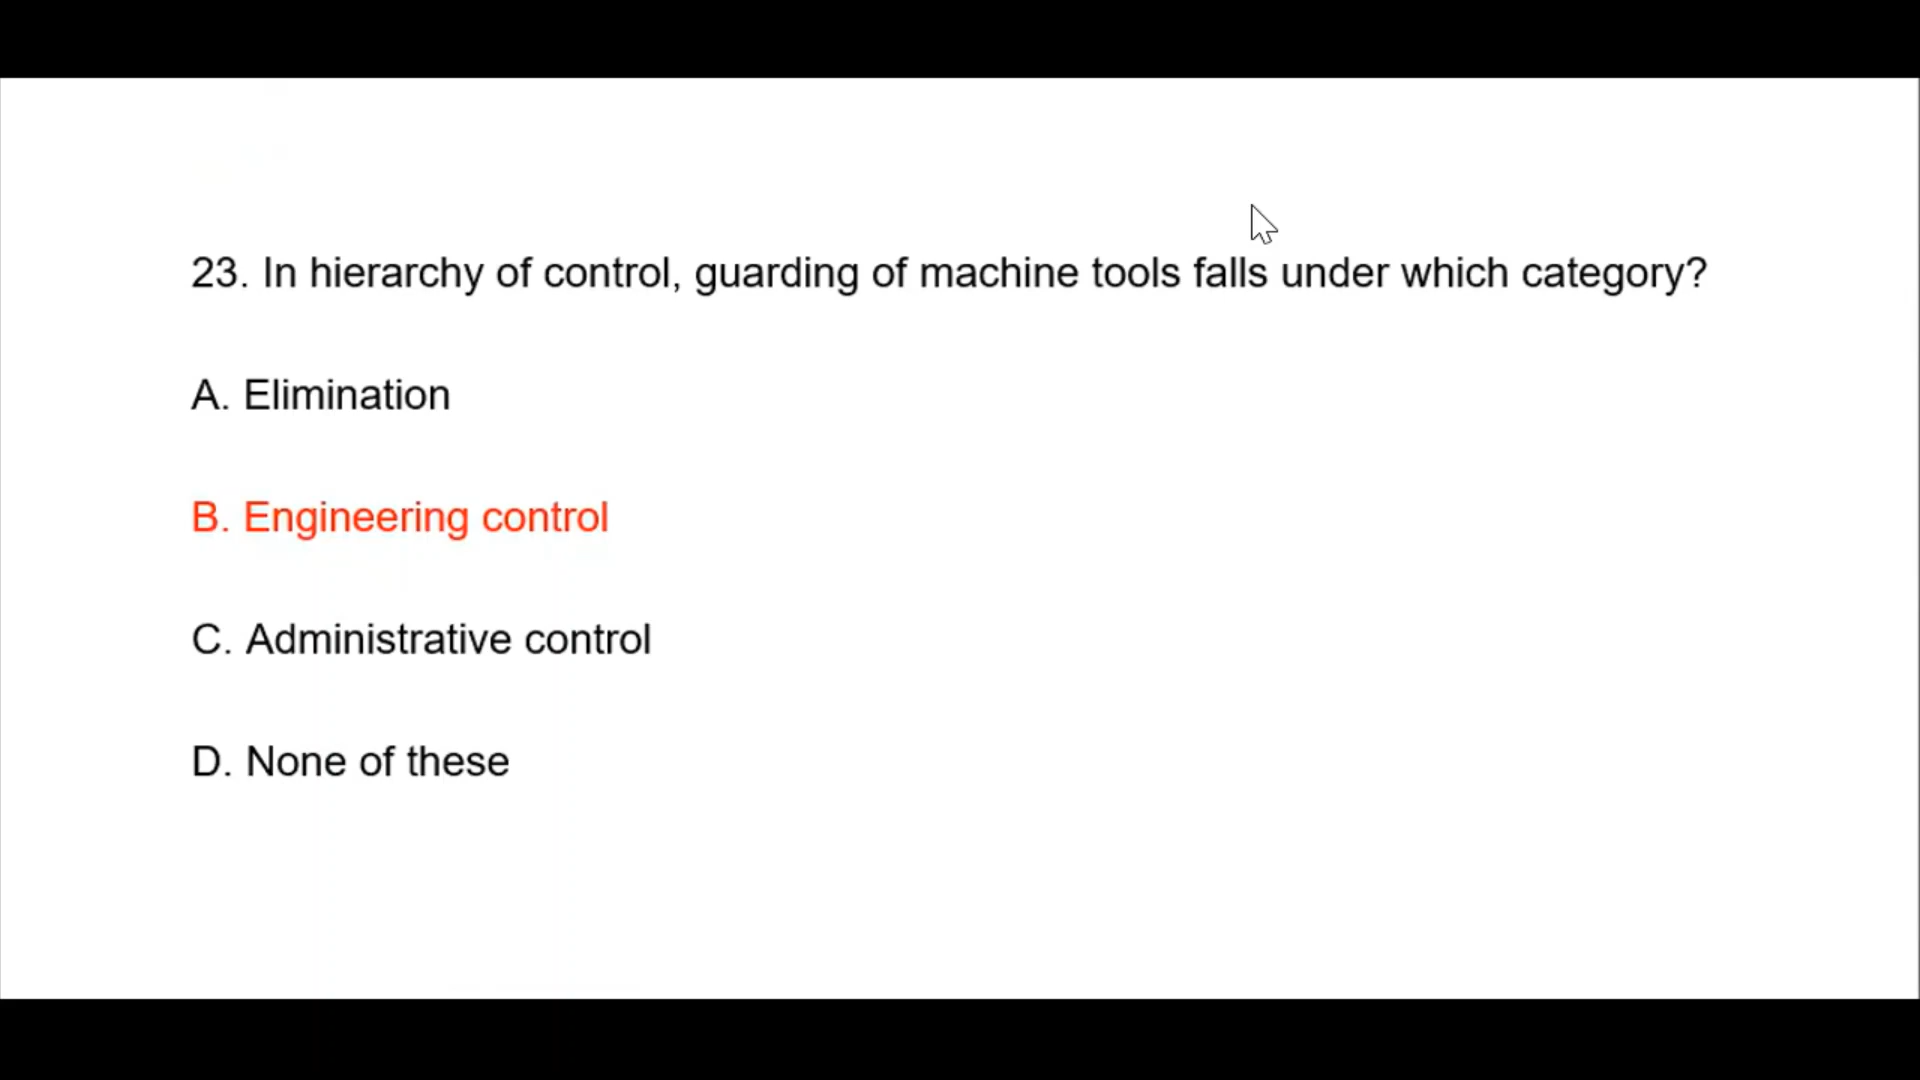 23. In hierarchy of control, guarding of machine tools falls under which category?
A. Elimination
B. Engineering control
C. Administrative control
D. None of these